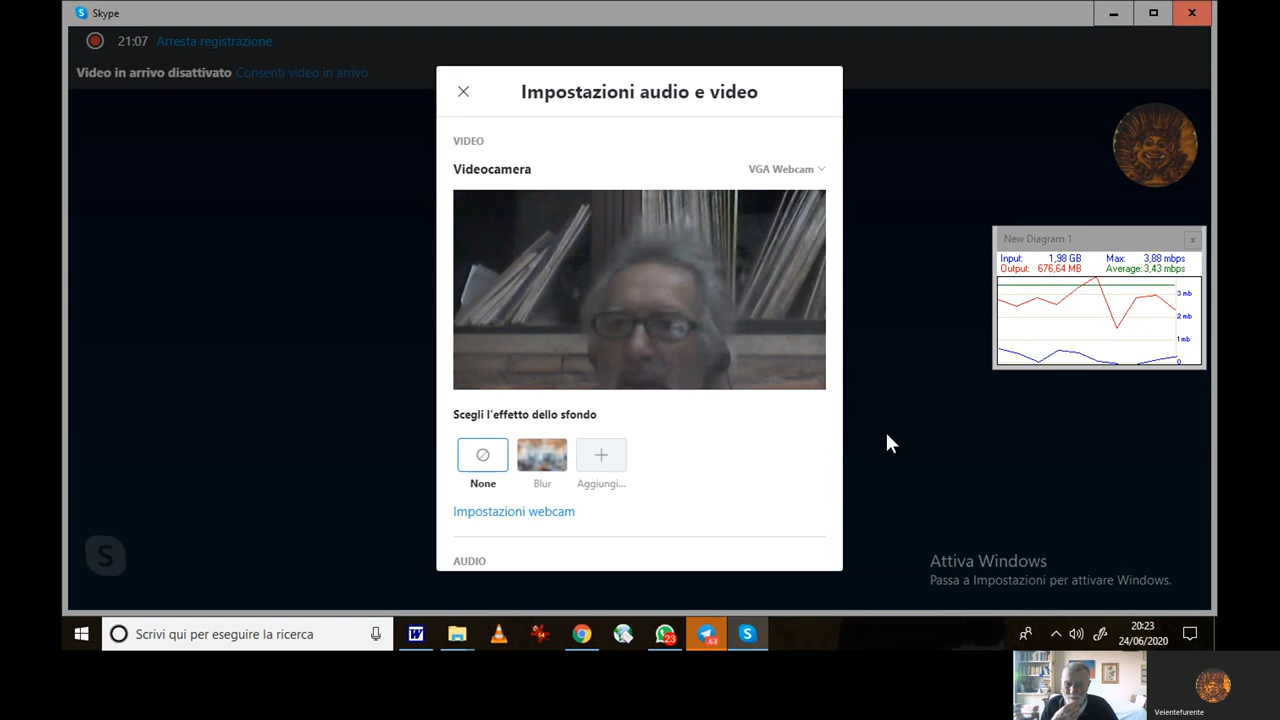 Skype
21:07 Arresta registrazione
Video in arrivo disattivato Consenti video in arrivo
Impostazioni audio e video
VIDEO
Videocamera VGA Webcam
New Diagram 1 x
Input: 1,98 GB Max: 3,88 mbps
Output: 676,64 MB Average: 3,43 mbps
3 mb
2 mb
1mb
0
Scegli l'effetto dello sfondo
None Blur Aggiungi...
Impostazioni webcam
AUDIO
S
Attiva Windows
Passa a Impostazioni per attivare Windows.
Scrivi qui per eseguire la ricerca
W
23
63
S
20:23
24/06/2020
Veientefurente